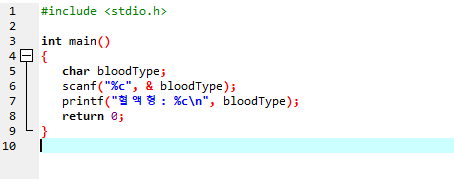 1 #include <stdio.h>
2
3 int main()
4 {
5 char bloodType;
6 scanf("%c", & bloodType);
7 printf("혈액형 : %c\n", bloodType);
8 return 0;
9 }
10